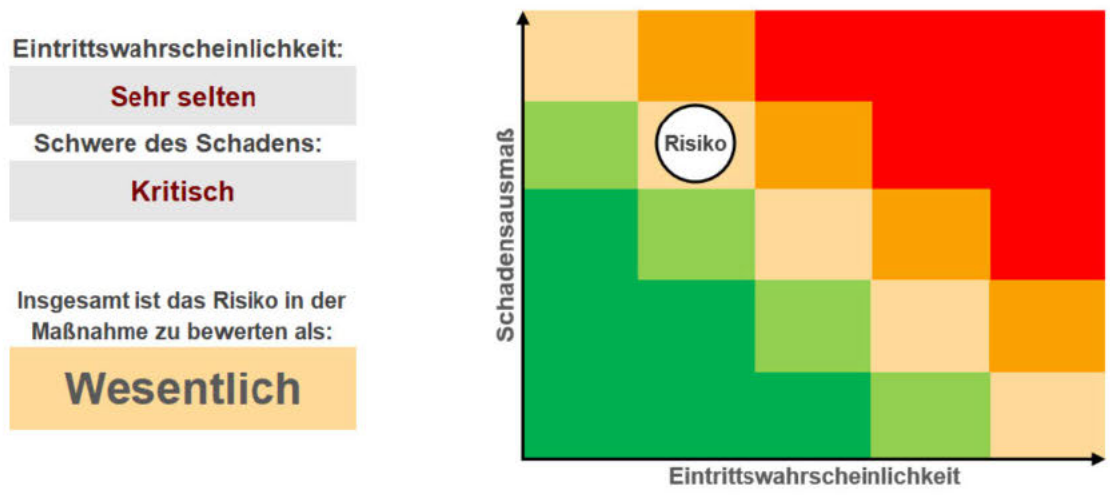 Eintrittswahrscheinlichkeit:
Sehr selten
Schwere des Schadens:
Kritisch
Insgesamt ist das Risiko in der
Maßnahme zu bewerten als:
Wesentlich
Schadensausmaß
Risiko
Eintrittswahrscheinlichkeit